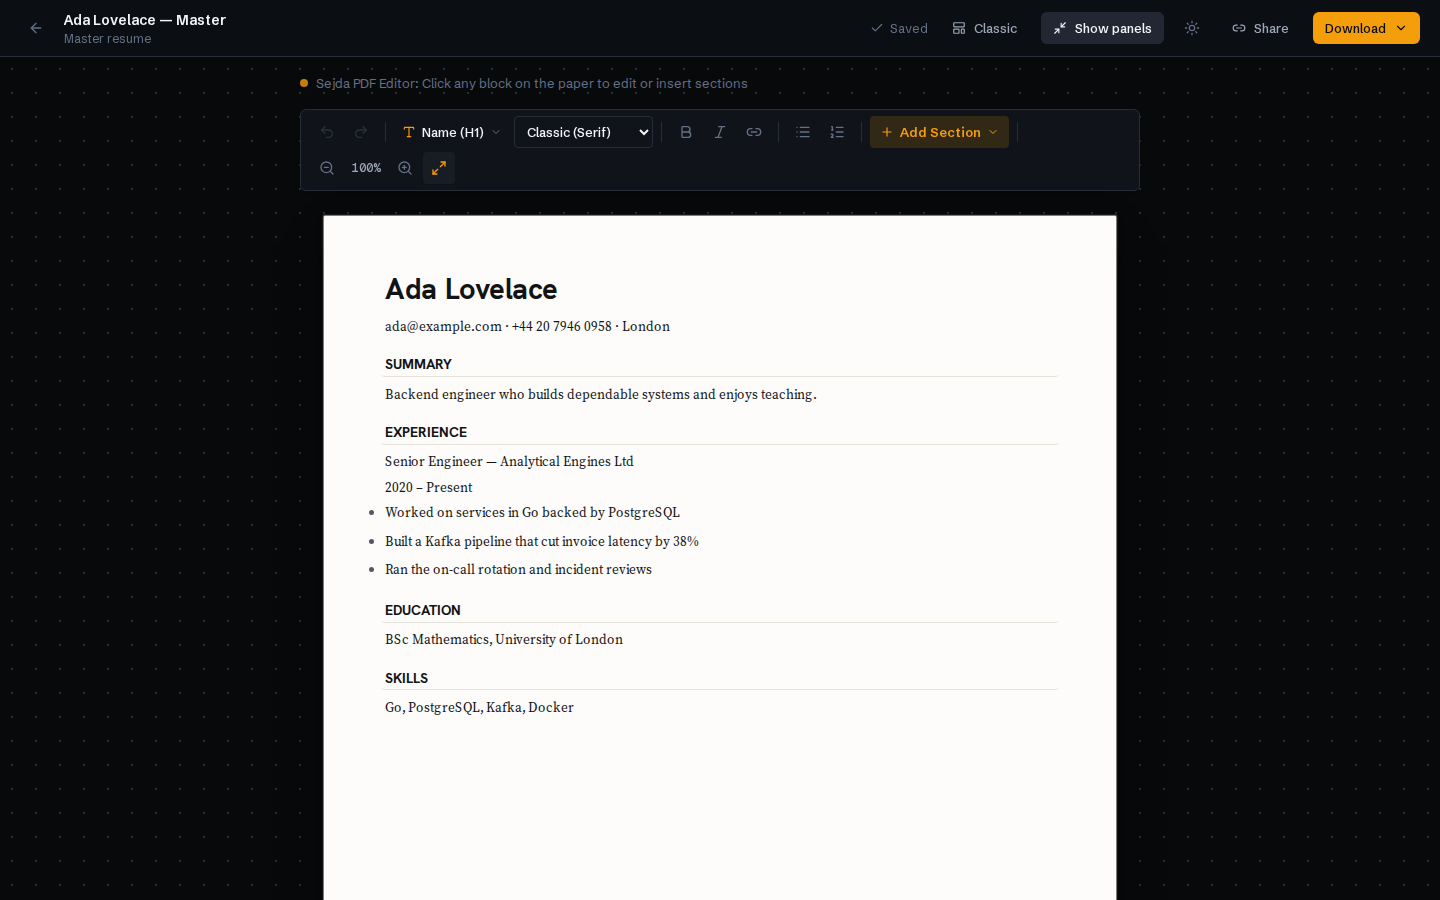 Ada Lovelace — Master
Master resume
Saved
Classic
Show panels
Share
Download
Sejda PDF Editor: Click any block on the paper to edit or insert sections
Name (H1)
Classic (Serif)
Add Section
100%
Ada Lovelace
ada@example.com · +44 20 7946 0958 · London
SUMMARY
Backend engineer who builds dependable systems and enjoys teaching.
EXPERIENCE
Senior Engineer — Analytical Engines Ltd
2020 – Present
Worked on services in Go backed by PostgreSQL
Built a Kafka pipeline that cut invoice latency by 38%
Ran the on-call rotation and incident reviews
EDUCATION
BSc Mathematics, University of London
SKILLS
Go, PostgreSQL, Kafka, Docker